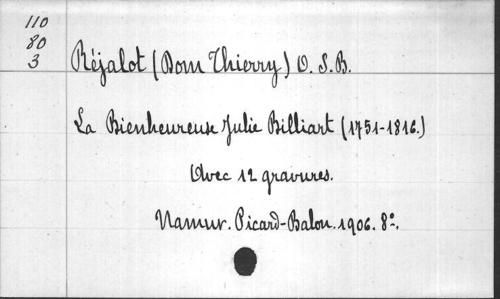 110
80
3
Réjalot (Dom Thierry) O. S. B.
La Bienheureuse Julie Billiart (1751-1816.)
Avec 12 gravures.
Namur. Picard-Balon. 1906. 8°.